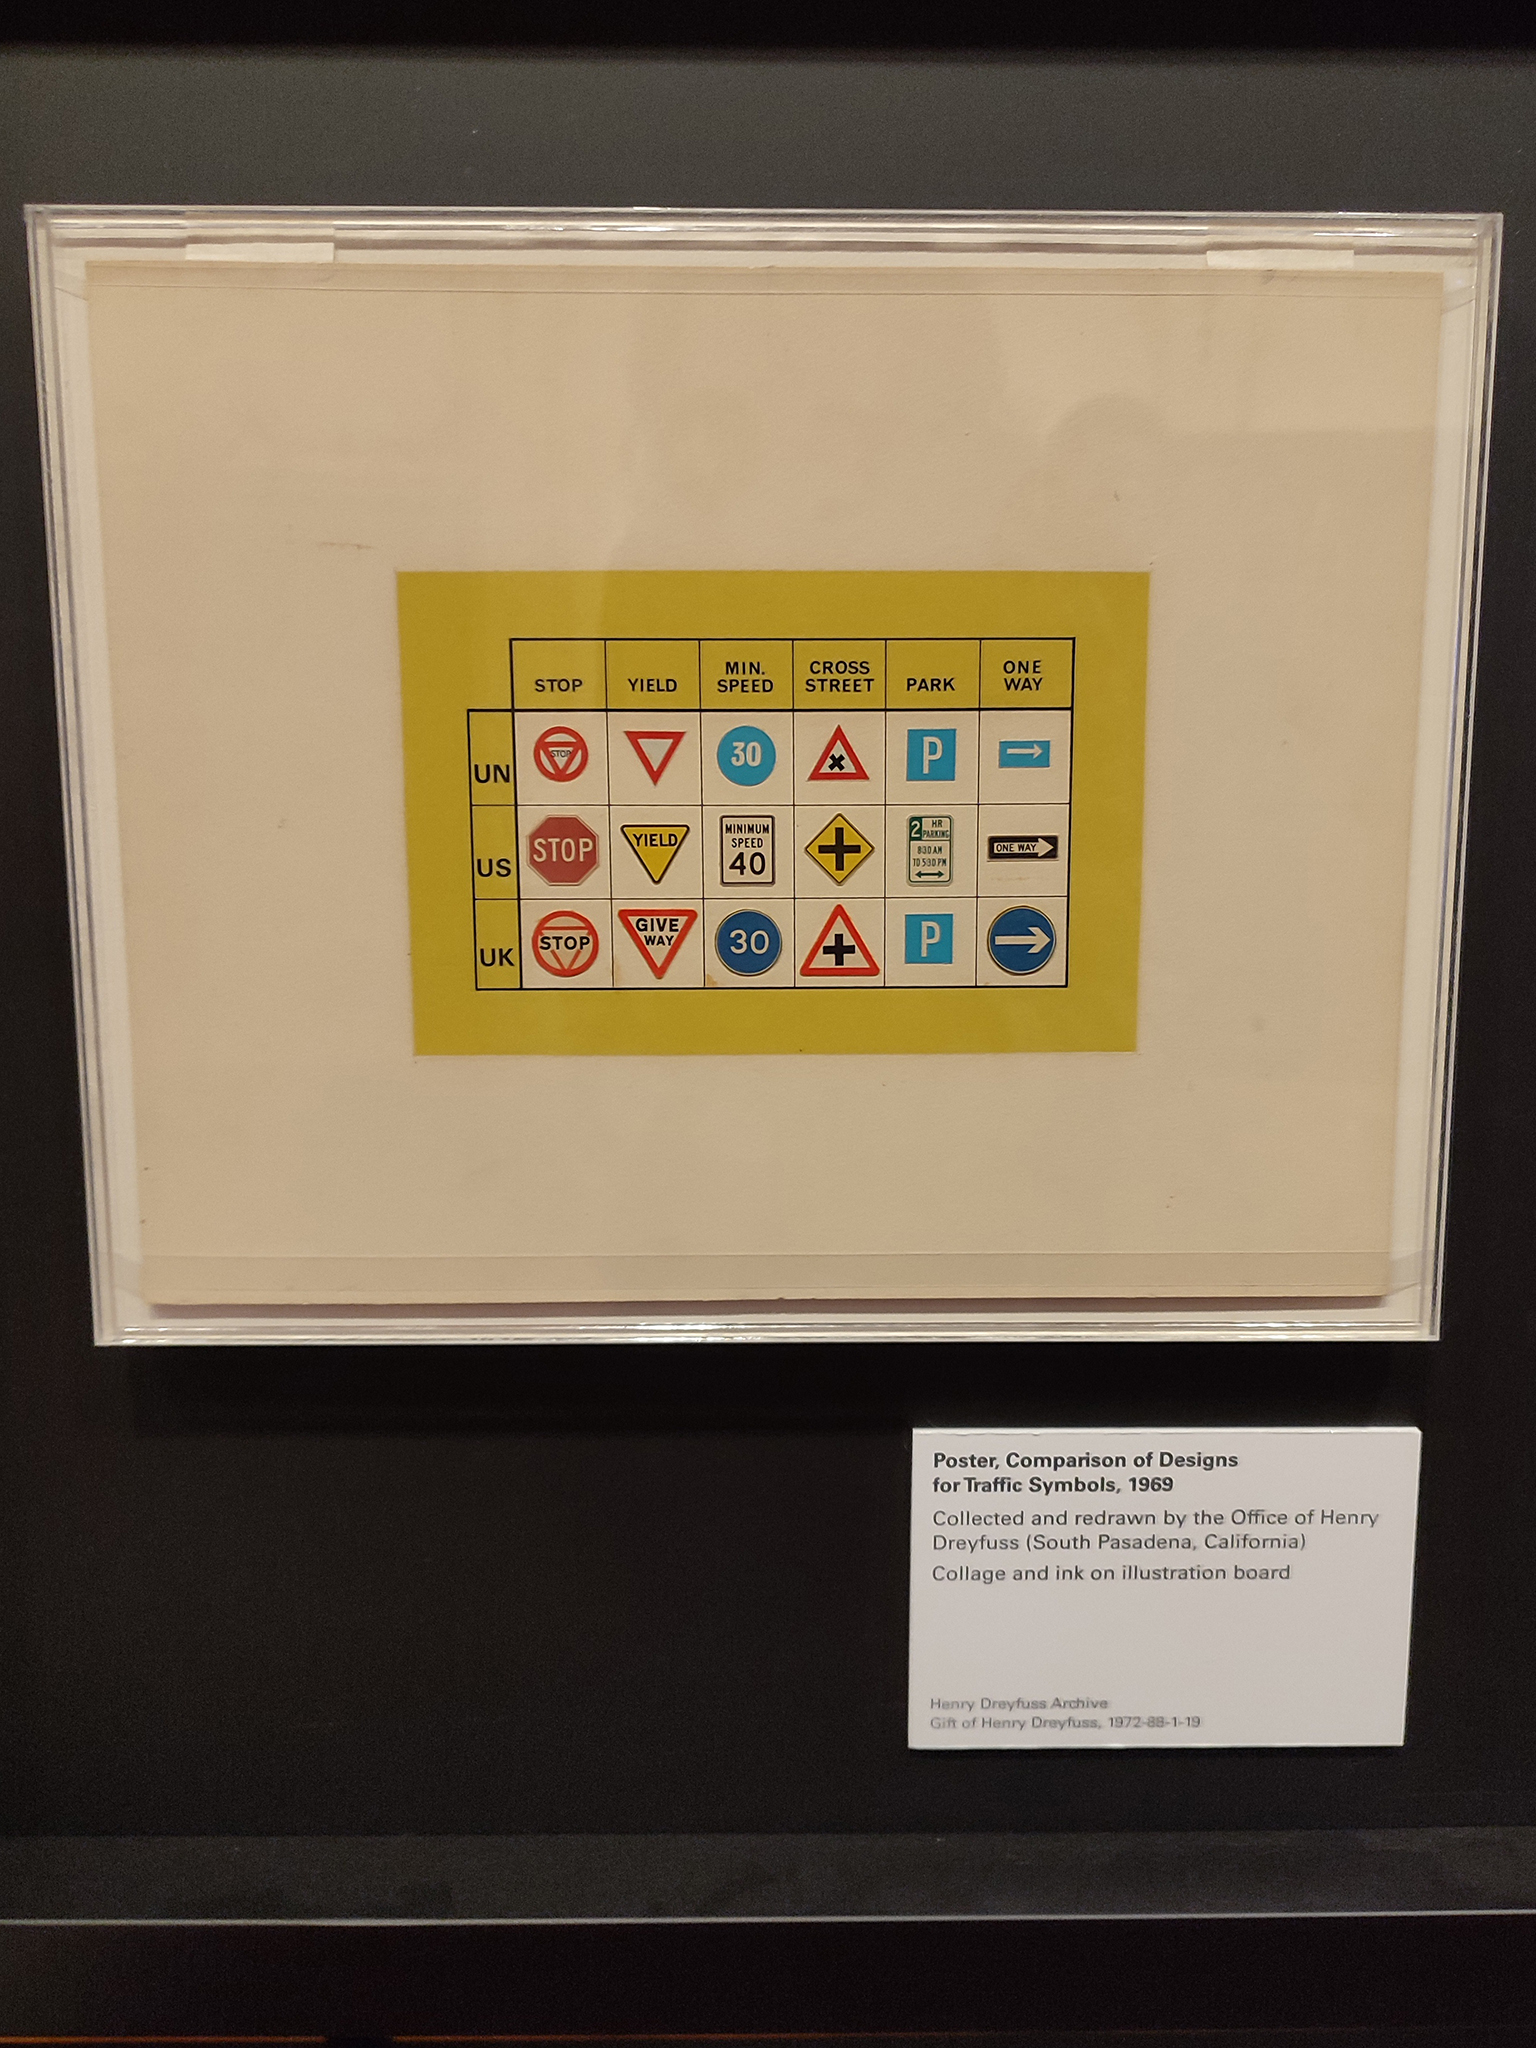 STOP
YIELD
MIN.
SPEED
CROSS
STREET
PARK
ONE
WAY
UN
STOP
30
P
US
STOP
YIELD
MINIMUM
SPEED
40
2 HR
PARKING
8:30 AM
TO 5:30 PM
ONE WAY
UK
STOP
GIVE
WAY
30
P
Poster, Comparison of Designs
for Traffic Symbols, 1969
Collected and redrawn by the Office of Henry
Dreyfuss (South Pasadena, California)
Collage and ink on illustration board
Henry Dreyfuss Archive
Gift of Henry Dreyfuss, 1972-88-1-19